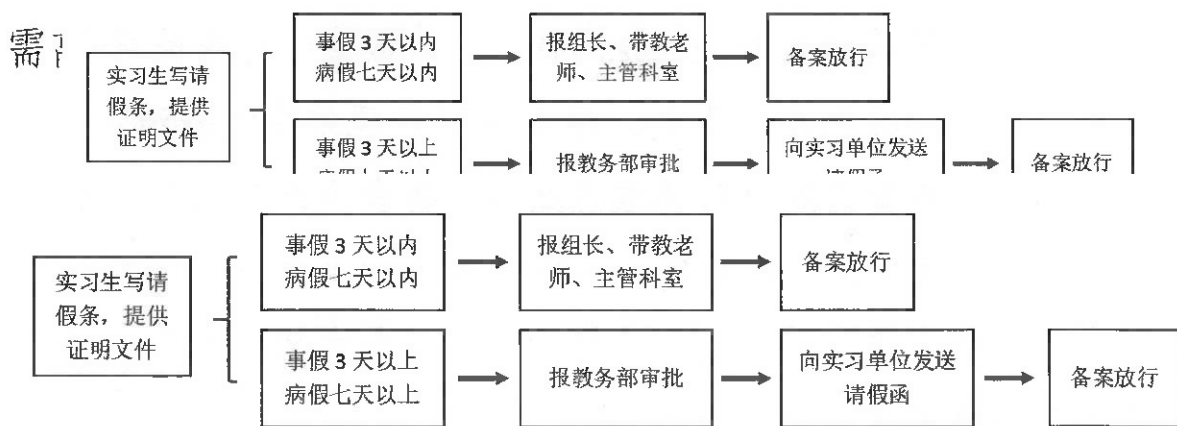 需
实习生写请
假条，提供
证明文件
事假 3 天以内
病假七天以内
报组长、带教老
师、主管科室
备案放行
事假 3 天以上
报教务部审批
向实习单位发送
备案放行
实习生写请
假条，提供
证明文件
事假 3 天以内
病假七天以内
报组长、带教老
师、主管科室
备案放行
事假 3 天以上
病假七天以上
报教务部审批
向实习单位发送
请假函
备案放行